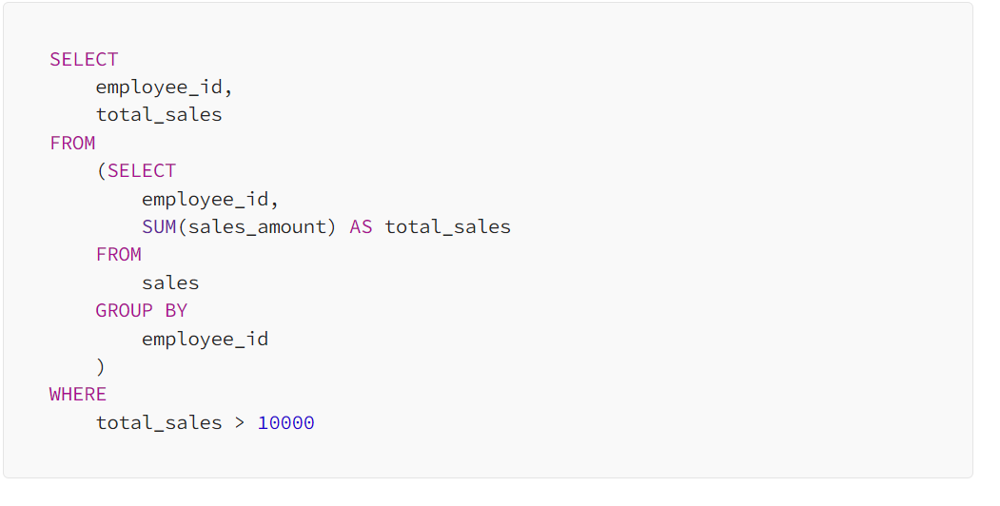 SELECT
    employee_id,
    total_sales
FROM
    (SELECT
        employee_id,
        SUM(sales_amount) AS total_sales
    FROM
        sales
    GROUP BY
        employee_id
    )
WHERE
    total_sales > 10000